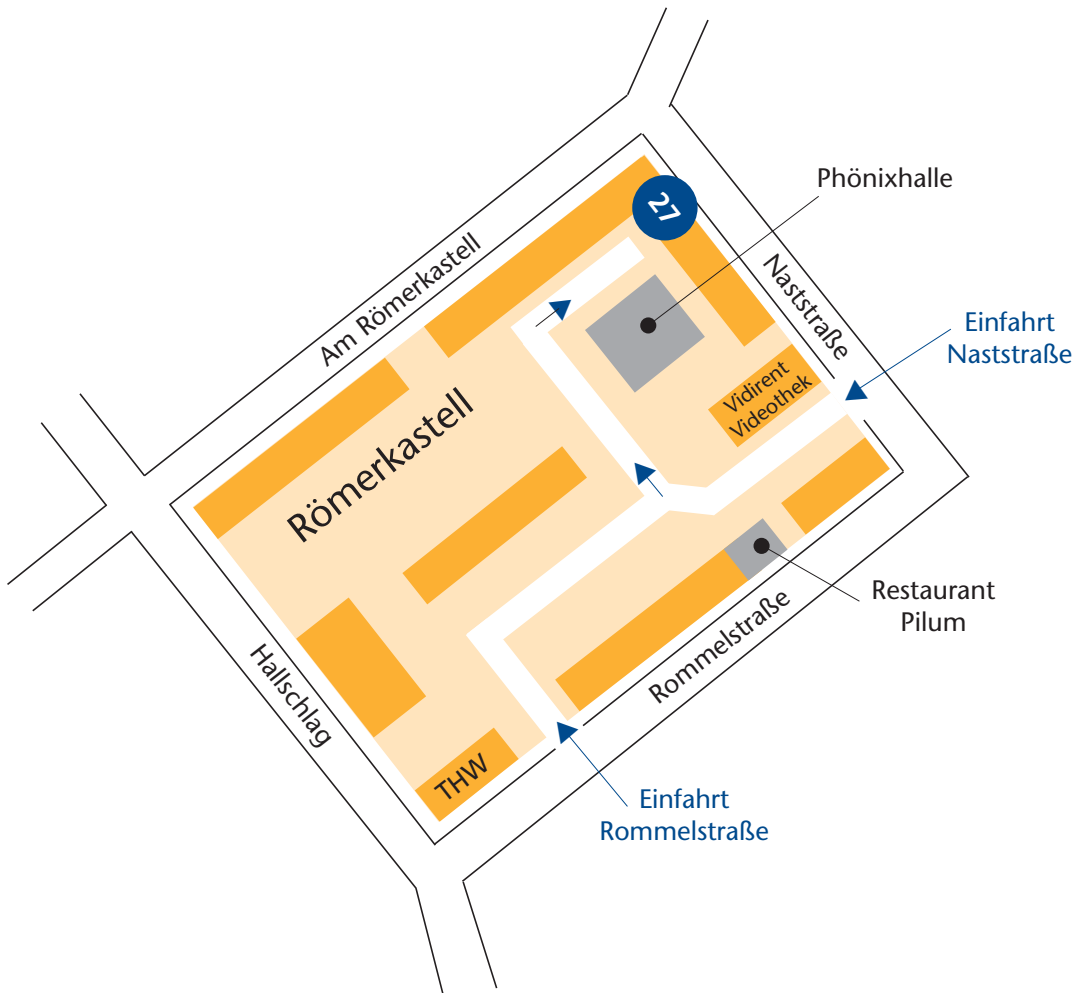 Phönixhalle
27
Am Römerkastell
Naststraße
Einfahrt
Naststraße
Vidirent
Videothek
Römerkastell
Restaurant
Pilum
Rommelstraße
Hallschlag
THW
Einfahrt
Rommelstraße